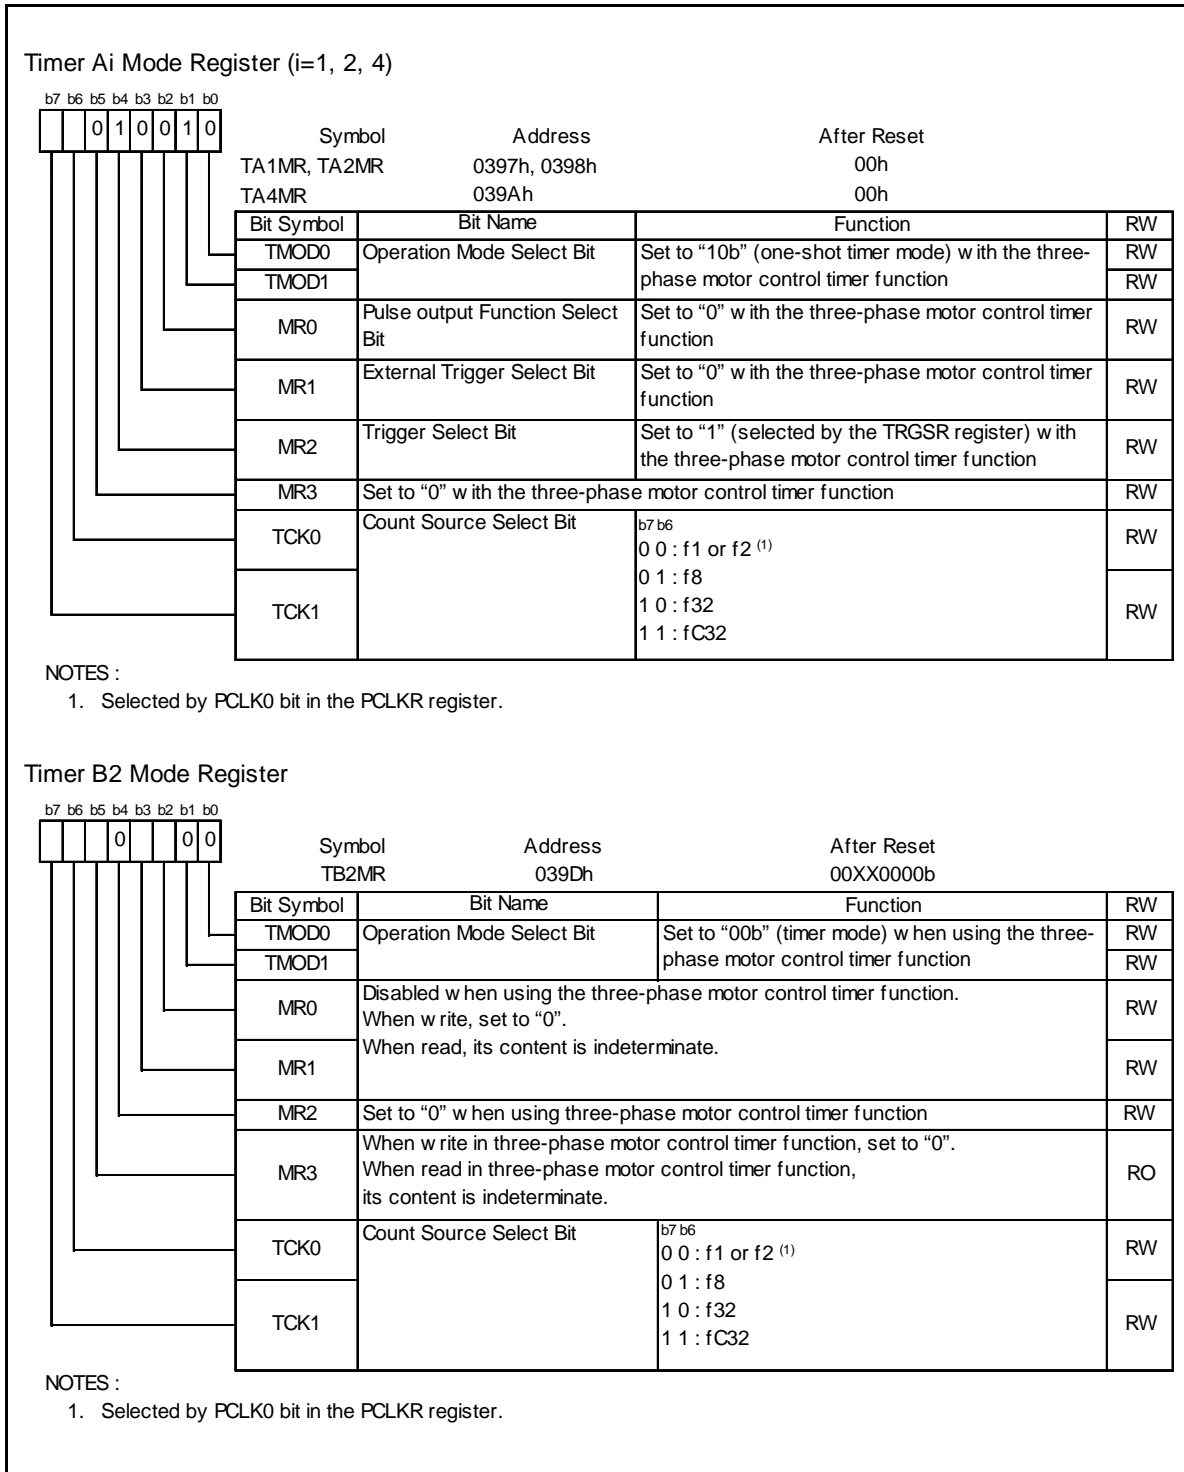 Timer Ai Mode Register (i=1, 2, 4)
b7 b6 b5 b4 b3 b2 b1 b0
0 1 0 0 1 0
Symbol Address After Reset
TA1MR, TA2MR 0397h, 0398h 00h
TA4MR 039Ah 00h
Bit Symbol Bit Name Function RW
TMOD0 Operation Mode Select Bit Set to “10b” (one-shot timer mode) with the three- RW
TMOD1 phase motor control timer function RW
Pulse output Function Select Set to “0” with the three-phase motor control timer
MR0 RW
Bit function
External Trigger Select Bit Set to “0” with the three-phase motor control timer
MR1 RW
function
Trigger Select Bit Set to “1” (selected by the TRGSR register) with
MR2 RW
the three-phase motor control timer function
MR3 Set to “0” with the three-phase motor control timer function RW
Count Source Select Bit b7 b6
TCK0 RW
0 0 : f1 or f2 (1)
0 1 : f8
TCK1 1 0 : f32 RW
1 1 : fC32
NOTES :
1. Selected by PCLK0 bit in the PCLKR register.
Timer B2 Mode Register
b7 b6 b5 b4 b3 b2 b1 b0
0 0 0
Symbol Address After Reset
TB2MR 039Dh 00XX0000b
Bit Symbol Bit Name Function RW
TMOD0 Operation Mode Select Bit Set to “00b” (timer mode) when using the three- RW
TMOD1 phase motor control timer function RW
Disabled when using the three-phase motor control timer function.
MR0 RW
When write, set to “0”.
When read, its content is indeterminate.
MR1 RW
MR2 Set to “0” when using three-phase motor control timer function RW
When write in three-phase motor control timer function, set to “0”.
MR3 When read in three-phase motor control timer function, RO
its content is indeterminate.
Count Source Select Bit b7 b6
TCK0 0 0 : f1 or f2 (1) RW
0 1 : f8
1 0 : f32
TCK1 RW
1 1 : fC32
NOTES :
1. Selected by PCLK0 bit in the PCLKR register.